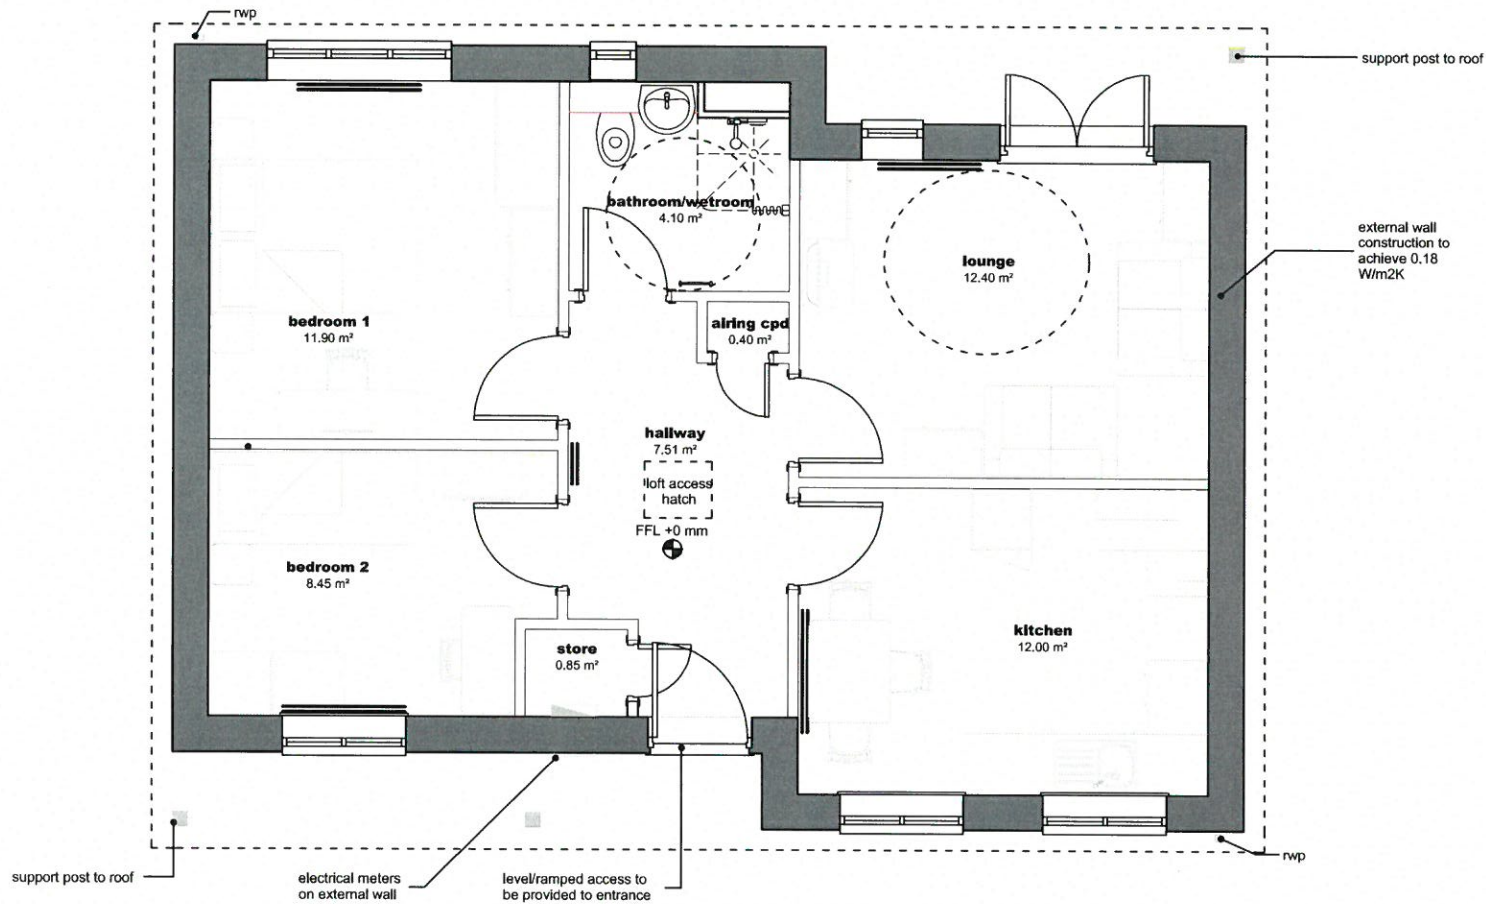 rwp
support post to roof
bathroom/wetroom
4.10 m²
external wall
construction to
achieve 0.18
W/m2K
lounge
12.40 m²
bedroom 1
11.90 m²
airing cpd
0.40 m²
hallway
7.51 m²
loft access
hatch
FFL +0 mm
bedroom 2
8.45 m²
kitchen
12.00 m²
store
0.85 m²
rwp
support post to roof
electrical meters
on external wall
level/ramped access to
be provided to entrance